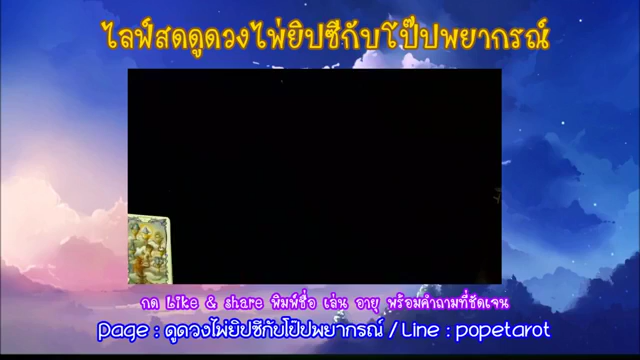 ไลฟ์สดดูดวงไพ่ยิปซีกับโป๊ปพยากรณ์
กด Like & share พิมพ์ชื่อ เล่น อายุ พร้อมคำถามที่ชัดเจน
Page : ดูดวงไพ่ยิปซีกับโป๊ปพยากรณ์ / Line : popetarot